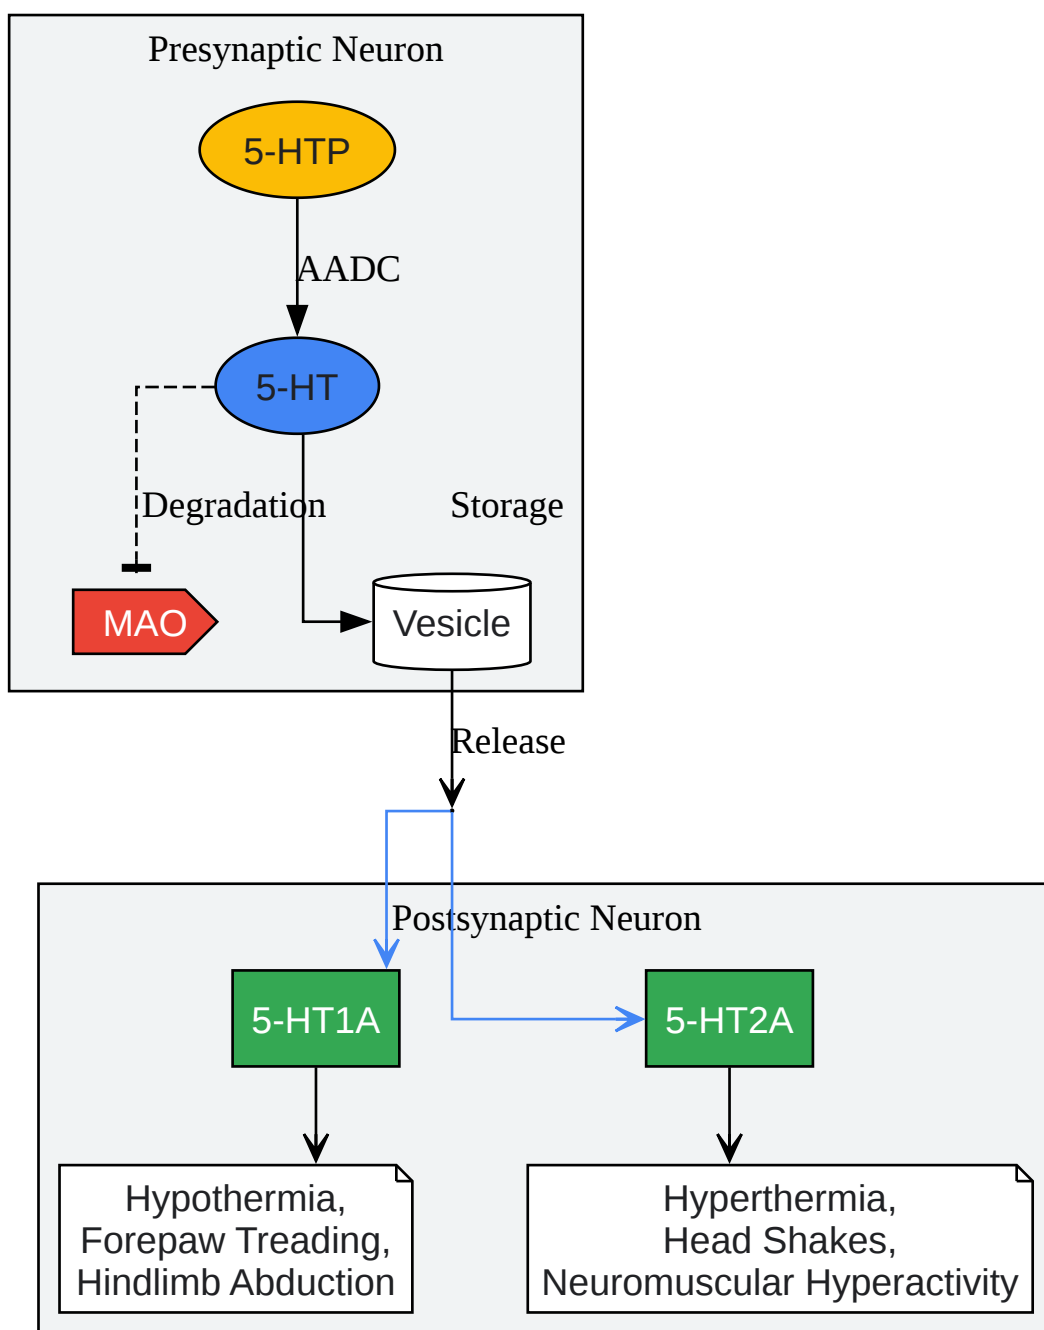 Presynaptic Neuron
5-HTP
AADC
5-HT
Degradation
Storage
MAO
Vesicle
Release
Postsynaptic Neuron
5-HT1A
5-HT2A
Hypothermia,
Forepaw Treading,
Hindlimb Abduction
Hyperthermia,
Head Shakes,
Neuromuscular Hyperactivity